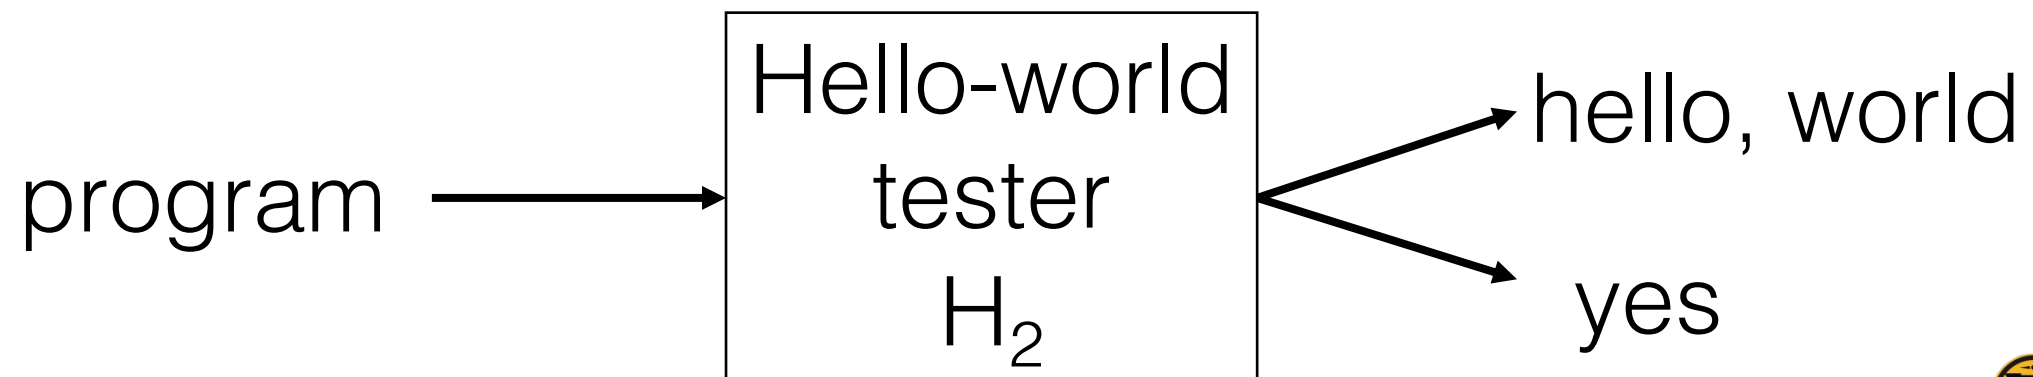 program
Hello-world
tester
H₂
hello, world
yes